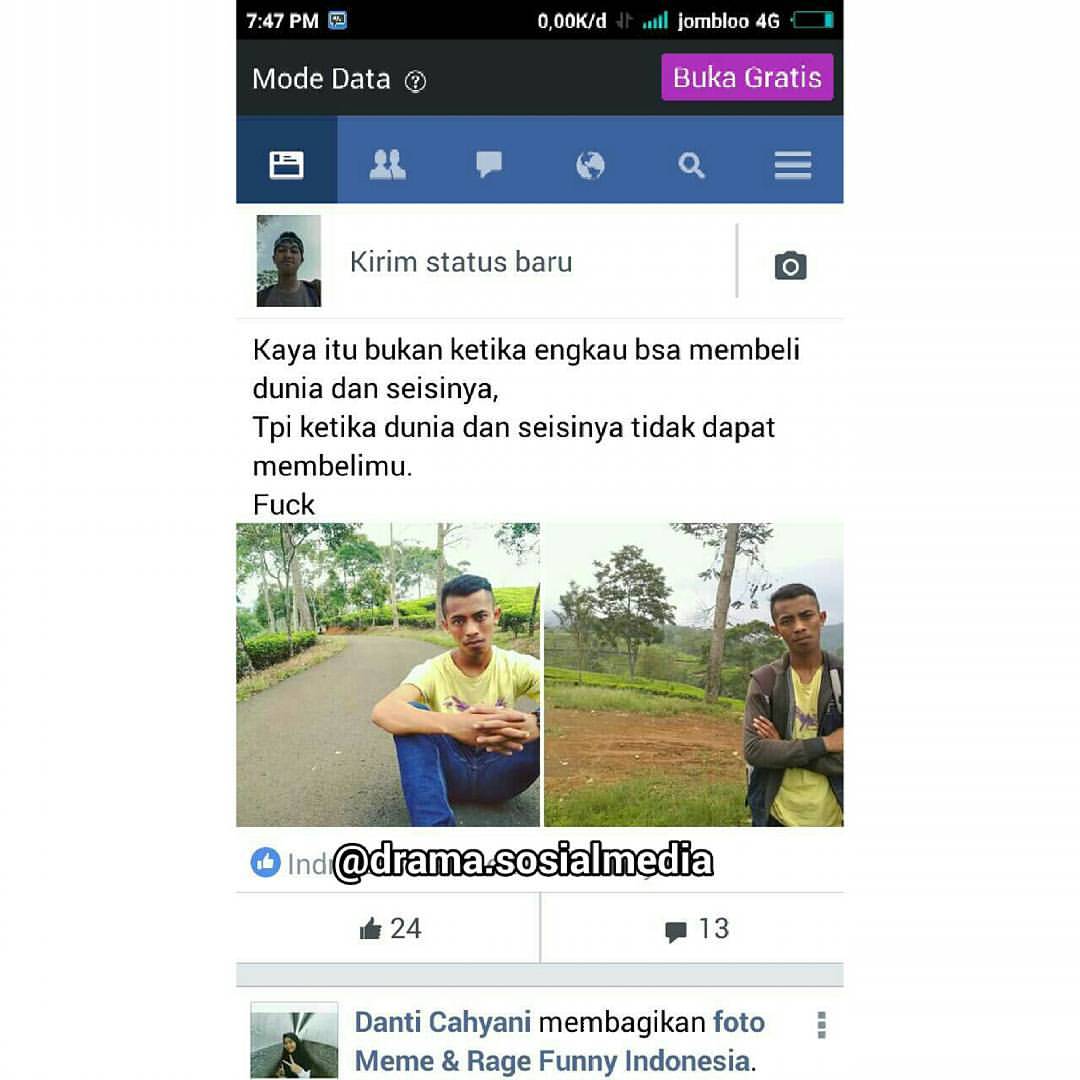 7:47 PM 0,00K/d jombloo 4G
Mode Data ?
Buka Gratis
Kirim status baru
Kaya itu bukan ketika engkau bsa membeli
dunia dan seisinya,
Tpi ketika dunia dan seisinya tidak dapat
membelimu.
Fuck
@drama.sosialmedia
24
13
Danti Cahyani membagikan foto
Meme & Rage Funny Indonesia.